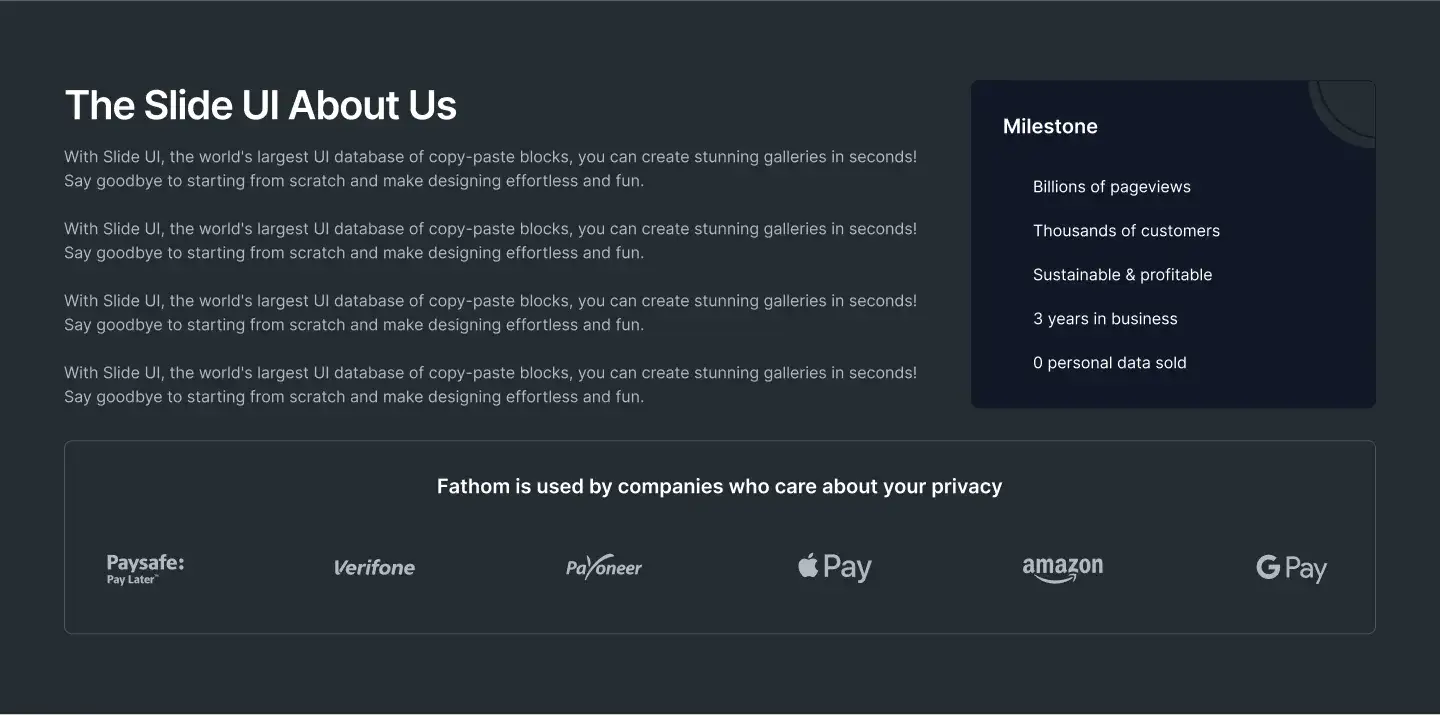 The Slide UI About Us
With Slide UI, the world's largest UI database of copy-paste blocks, you can create stunning galleries in seconds!
Say goodbye to starting from scratch and make designing effortless and fun.
With Slide UI, the world's largest UI database of copy-paste blocks, you can create stunning galleries in seconds!
Say goodbye to starting from scratch and make designing effortless and fun.
With Slide UI, the world's largest UI database of copy-paste blocks, you can create stunning galleries in seconds!
Say goodbye to starting from scratch and make designing effortless and fun.
With Slide UI, the world's largest UI database of copy-paste blocks, you can create stunning galleries in seconds!
Say goodbye to starting from scratch and make designing effortless and fun.
Milestone
Billions of pageviews
Thousands of customers
Sustainable & profitable
3 years in business
0 personal data sold
Fathom is used by companies who care about your privacy
Paysafe:
Pay Later™
Verifone
Payoneer
Pay
amazon
G Pay